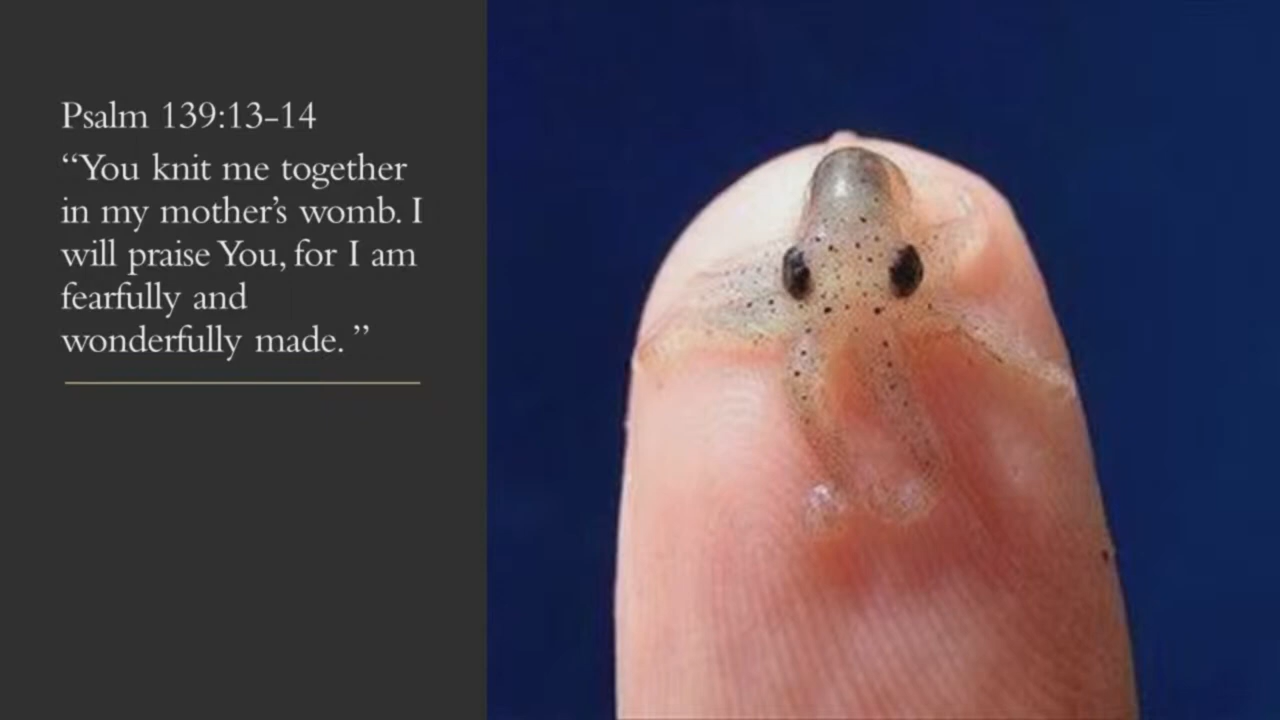 Psalm 139:13-14
“You knit me together
in my mother’s womb. I
will praise You, for I am
fearfully and
wonderfully made. ”